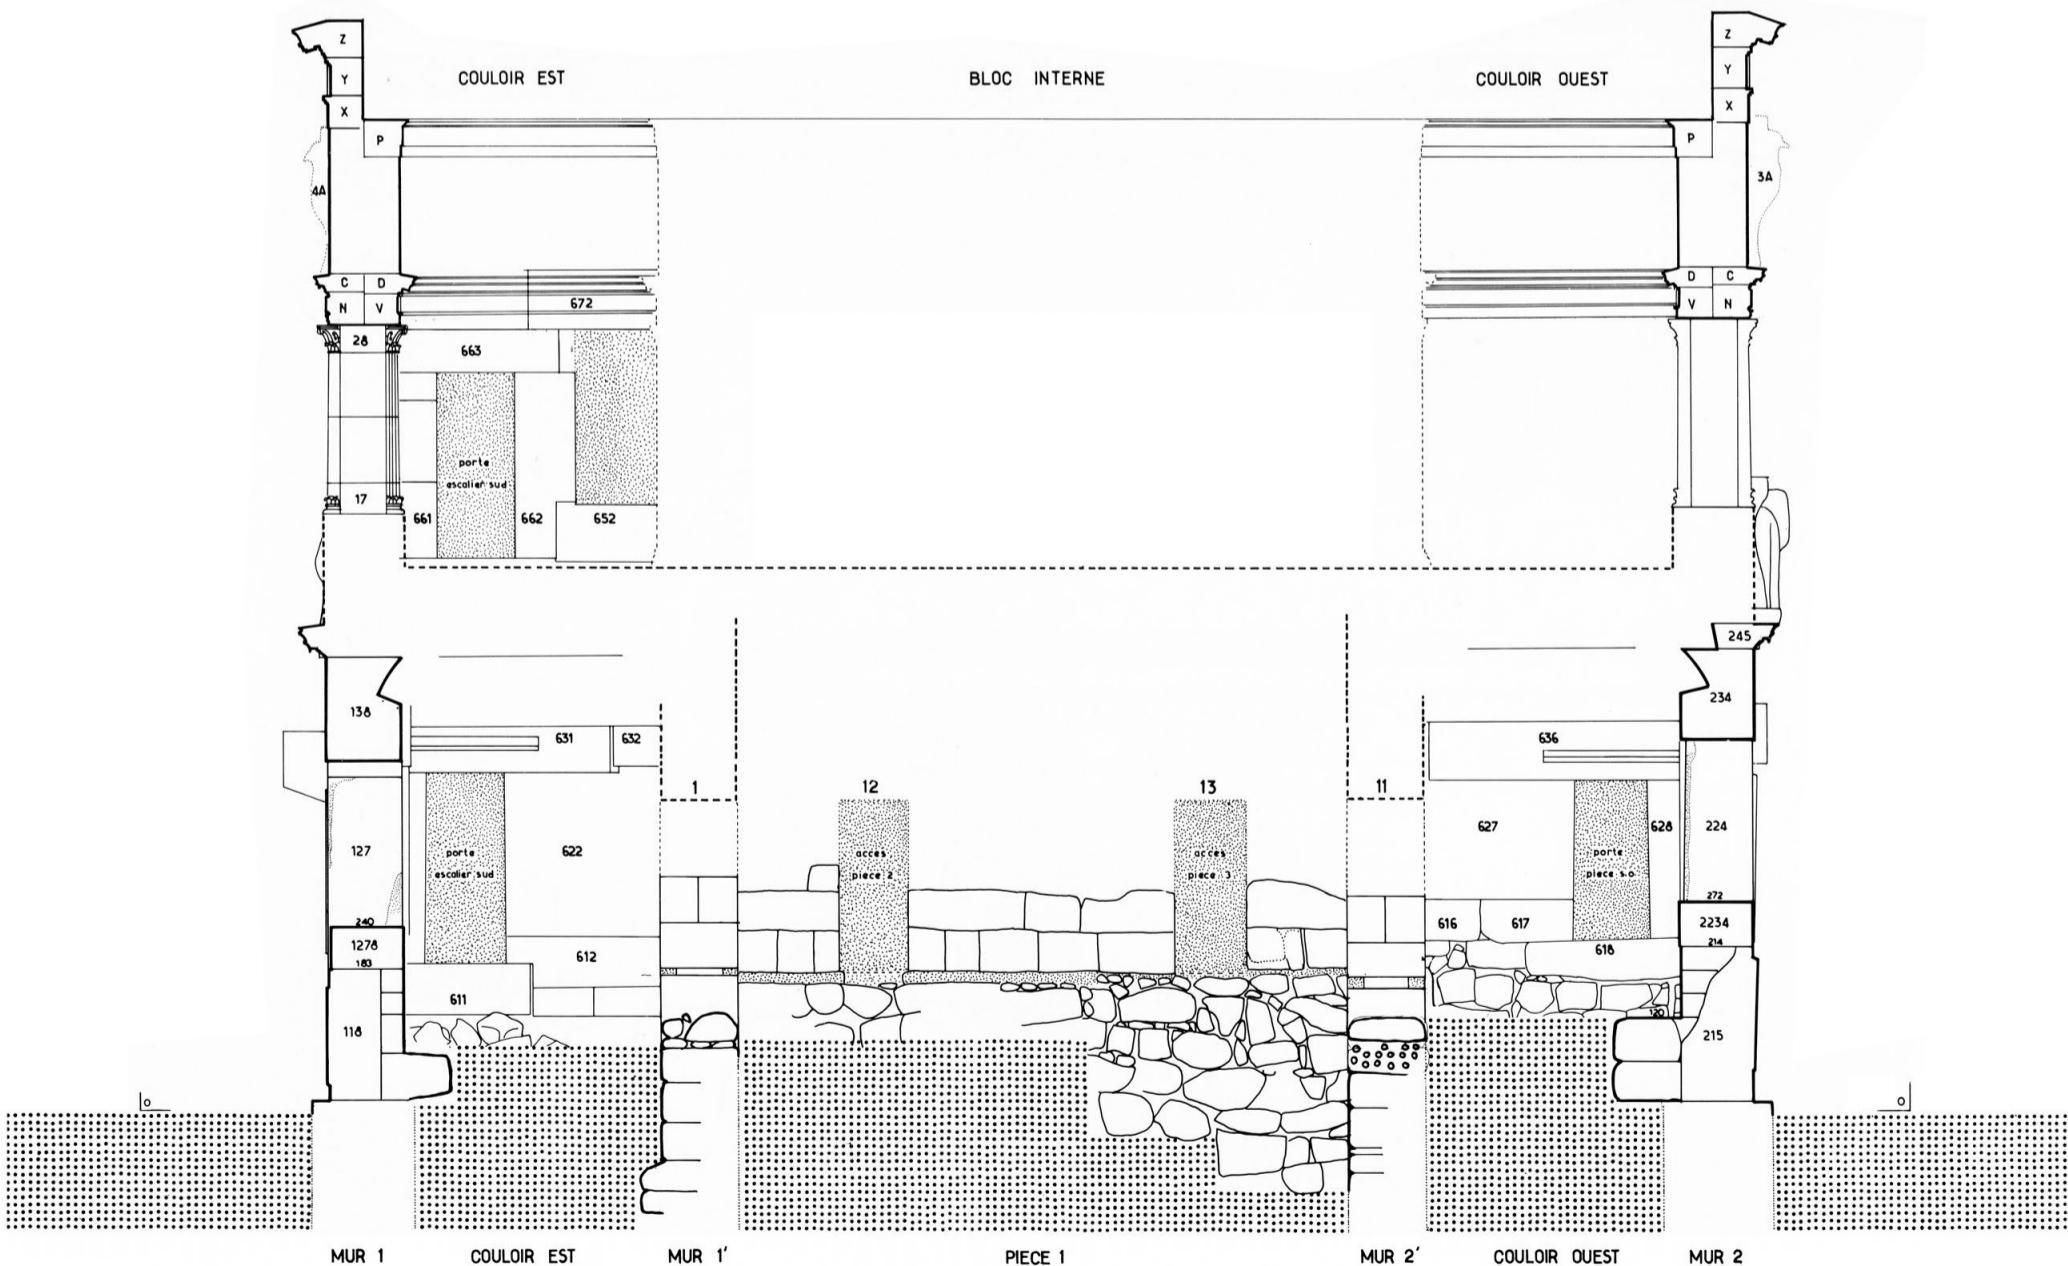 Z
Z
COULOIR EST
BLOC INTERNE
COULOIR OUEST
Y
Y
X
X
P
P
4A
3A
C D
D C
N V
V N
672
28
663
porte
escalier sud
17
661
662
652
245
138
234
631
632
636
1
12
13
11
127
porte
escalier sud
622
acces
piece 2
acces
piece 3
627
porte
piece s.o
628
224
240
272
1278
616
617
2234
183
612
618
214
611
118
120
215
0
0
MUR 1
COULOIR EST
MUR 1'
PIECE 1
MUR 2'
COULOIR OUEST
MUR 2